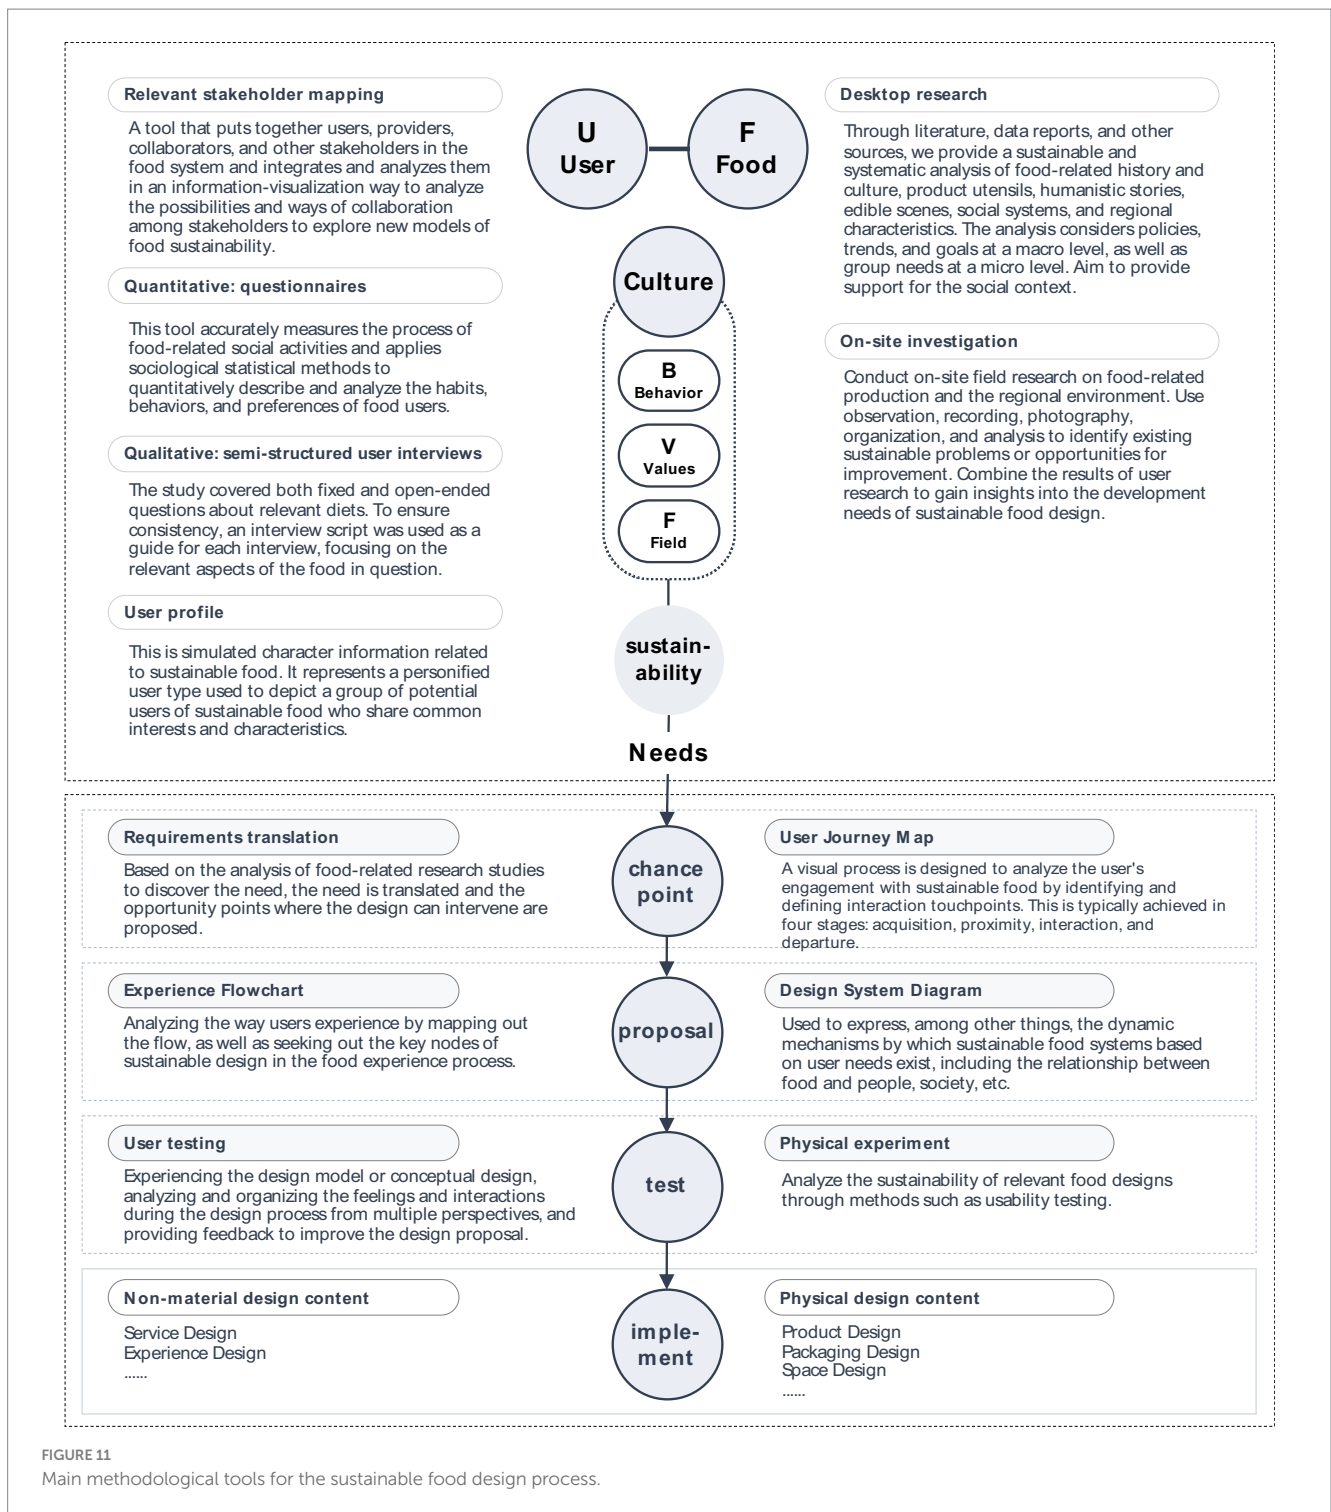 Relevant stakeholder mapping
A tool that puts together users, providers,
collaborators, and other stakeholders in the
food system and integrates and analyzes them
in an information-visualization way to analyze
the possibilities and ways of collaboration
among stakeholders to explore new models of
food sustainability.
Quantitative: questionnaires
This tool accurately measures the process of
food-related social activities and applies
sociological statistical methods to
quantitatively describe and analyze the habits,
behaviors, and preferences of food users.
Qualitative: semi-structured user interviews
The study covered both fixed and open-ended
questions about relevant diets. To ensure
consistency, an interview script was used as a
guide for each interview, focusing on the
relevant aspects of the food in question.
User profile
This is simulated character information related
to sustainable food. It represents a personified
user type used to depict a group of potential
users of sustainable food who share common
interests and characteristics.
U
User
F
Food
Culture
B
Behavior
V
Values
F
Field
sustain-
ability
Needs
Desktop research
Through literature, data reports, and other
sources, we provide a sustainable and
systematic analysis of food-related history and
culture, product utensils, humanistic stories,
edible scenes, social systems, and regional
characteristics. The analysis considers policies,
trends, and goals at a macro level, as well as
group needs at a micro level. Aim to provide
support for the social context.
On-site investigation
Conduct on-site field research on food-related
production and the regional environment. Use
observation, recording, photography,
organization, and analysis to identify existing
sustainable problems or opportunities for
improvement. Combine the results of user
research to gain insights into the development
needs of sustainable food design.
Requirements translation
Based on the analysis of food-related research studies
to discover the need, the need is translated and the
opportunity points where the design can intervene are
proposed.
chance
point
User Journey Map
A visual process is designed to analyze the user's
engagement with sustainable food by identifying and
defining interaction touchpoints. This is typically achieved in
four stages: acquisition, proximity, interaction, and
departure.
Experience Flowchart
Analyzing the way users experience by mapping out
the flow, as well as seeking out the key nodes of
sustainable design in the food experience process.
proposal
Design System Diagram
Used to express, among other things, the dynamic
mechanisms by which sustainable food systems based
on user needs exist, including the relationship between
food and people, society, etc.
User testing
Experiencing the design model or conceptual design,
analyzing and organizing the feelings and interactions
during the design process from multiple perspectives, and
providing feedback to improve the design proposal.
test
Physical experiment
Analyze the sustainability of relevant food designs
through methods such as usability testing.
Non-material design content
Service Design
Experience Design
......
imple-
ment
Physical design content
Product Design
Packaging Design
Space Design
......
FIGURE 11
Main methodological tools for the sustainable food design process.